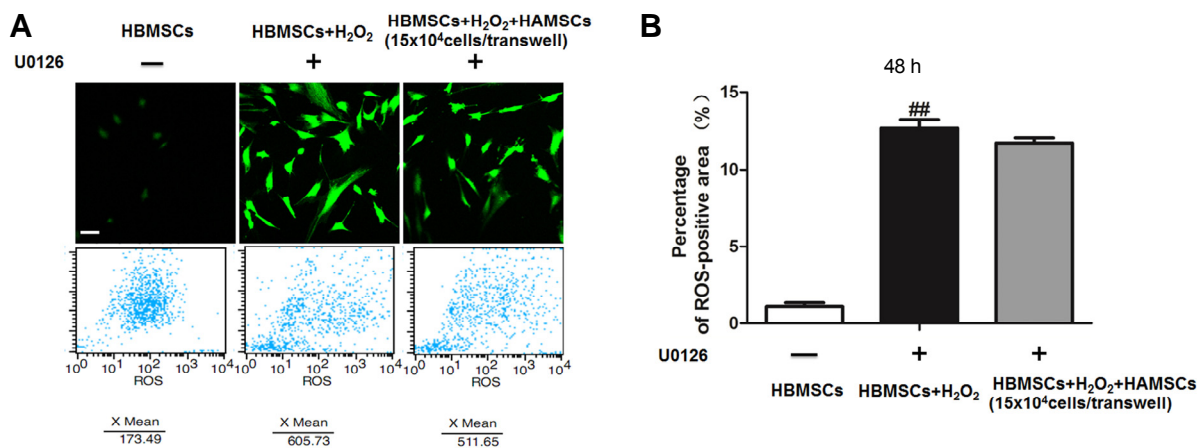 A
HBMSCs
HBMSCs+H₂O₂
HBMSCs+H₂O₂+HAMSCs
(15x10⁴cells/transwell)
U0126 — + +
10⁰ 10¹ 10² 10³ 10⁴
ROS
10⁰ 10¹ 10² 10³ 10⁴
ROS
10⁰ 10¹ 10² 10³ 10⁴
ROS
X Mean
173.49
X Mean
605.73
X Mean
511.65
B
48 h
Percentage
of ROS-positive area (%)
15
10
5
0
##
U0126 — + +
HBMSCs
HBMSCs+H₂O₂
HBMSCs+H₂O₂+HAMSCs
(15x10⁴cells/transwell)